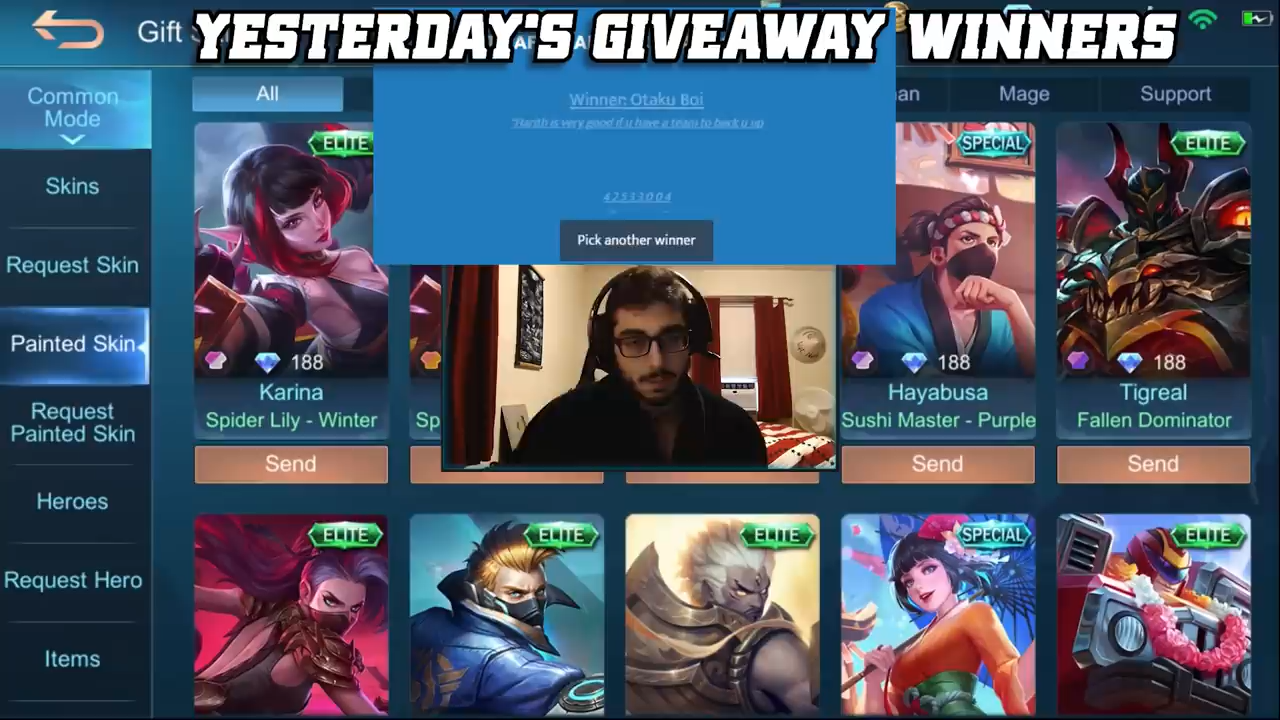 YESTERDAY'S GIVEAWAY WINNERS
Gift
Common
Mode
Skins
Request Skin
Painted Skin
Request
Painted Skin
Heroes
Request Hero
Items
All
Mage
Support
Winner: Otaku Boi
"Harith is very good if u have a team to back u up
42533004
Pick another winner
ELITE
188
Karina
Spider Lily - Winter
Send
Sp
SPECIAL
188
Hayabusa
Sushi Master - Purple
Send
ELITE
188
Tigreal
Fallen Dominator
Send
ELITE
ELITE
ELITE
SPECIAL
ELITE